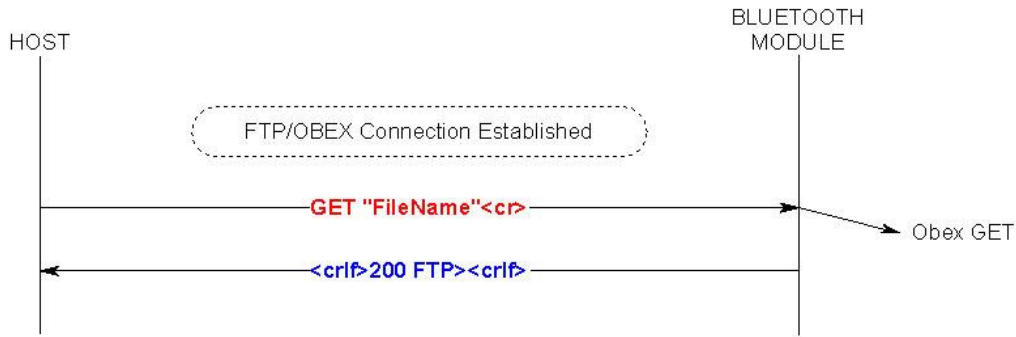 HOST
BLUETOOTH
MODULE
FTP/OBEX Connection Established
GET "FileName"<cr>
Obex GET
<crlf>200 FTP><crlf>